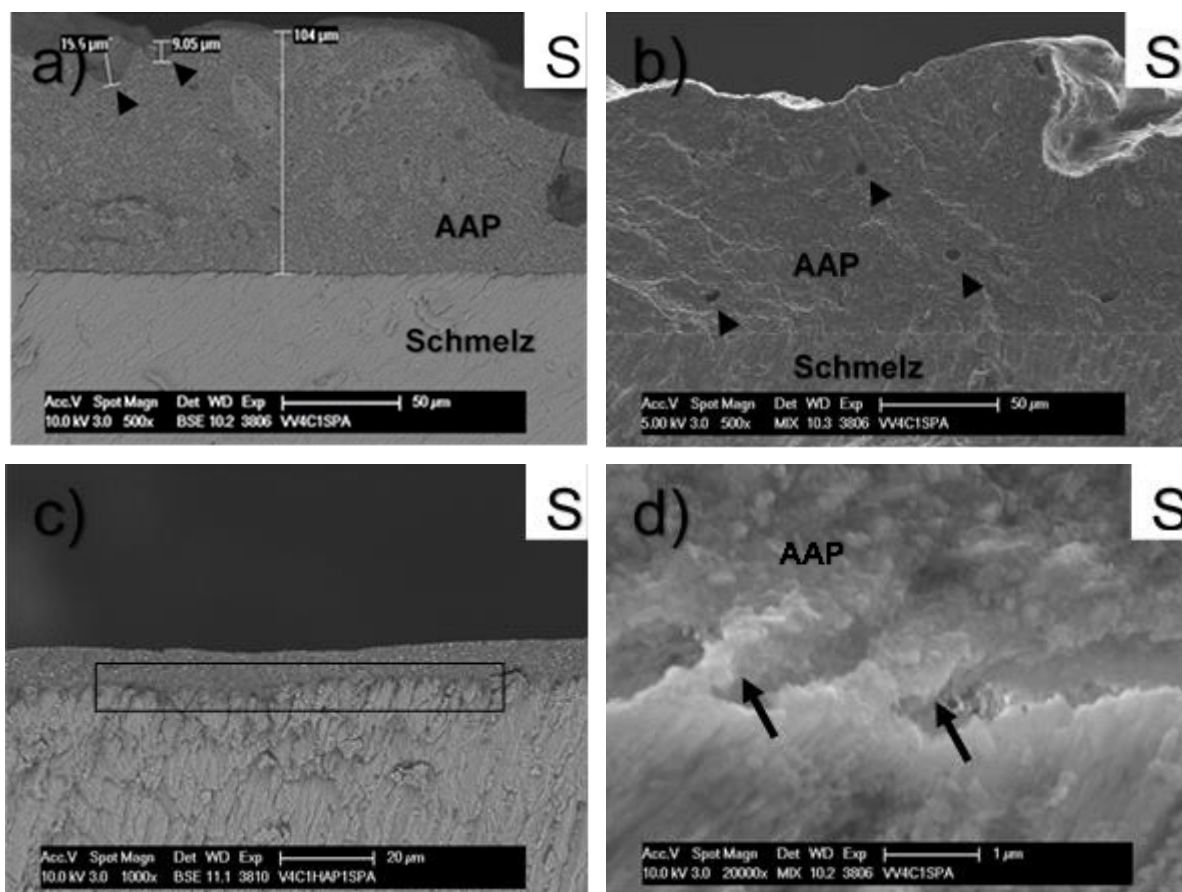 a)
S
15.6 µm
9.05 µm
104 µm
AAP
Schmelz
Acc.V Spot Magn Det WD Exp 50 µm
10.0 kV 3.0 500x BSE 10.2 3806 VV4C1SPA
b)
S
AAP
Schmelz
Acc.V Spot Magn Det WD Exp 50 µm
5.00 kV 3.0 500x MIX 10.3 3806 VV4C1SPA
c)
S
Acc.V Spot Magn Det WD Exp 20 µm
10.0 kV 3.0 1000x BSE 11.1 3810 V4C1HAP1SPA
d)
S
AAP
Acc.V Spot Magn Det WD Exp 1 µm
10.0 kV 3.0 20000x MIX 10.2 3806 VV4C1SPA